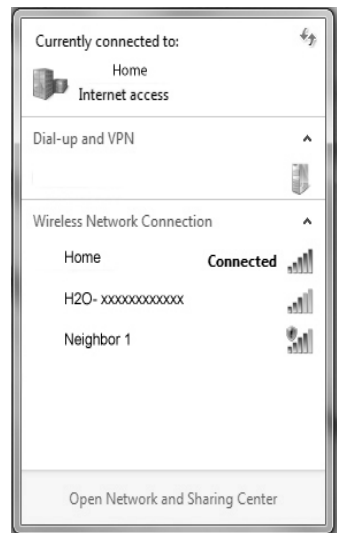 Currently connected to:
Home
Internet access
Dial-up and VPN
Wireless Network Connection
Home Connected
H2O- xxxxxxxxxxxx
Neighbor 1
Open Network and Sharing Center